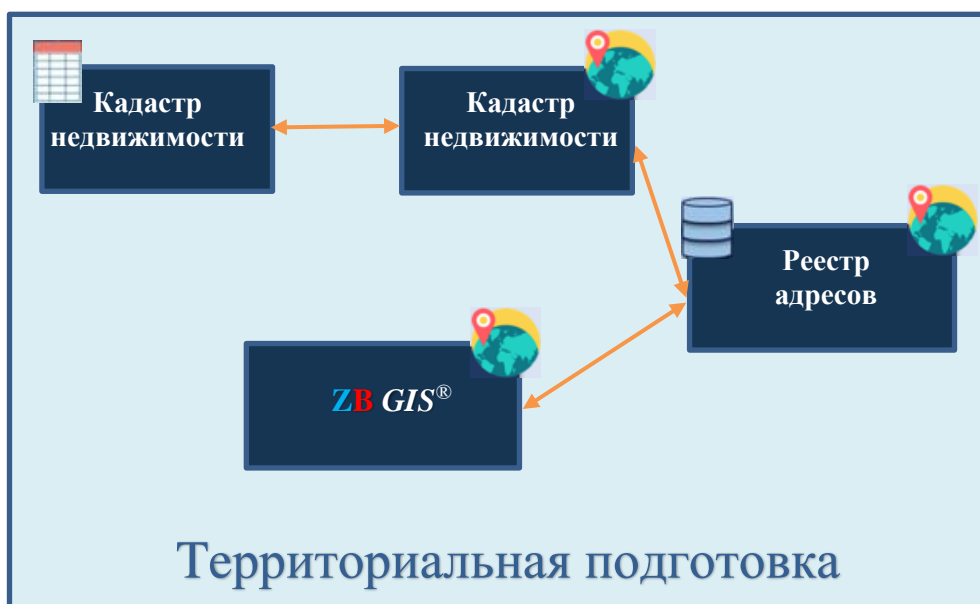 Кадастр
недвижимости
Кадастр
недвижимости
Реестр
адресов
ZB GIS®
Территориальная подготовка